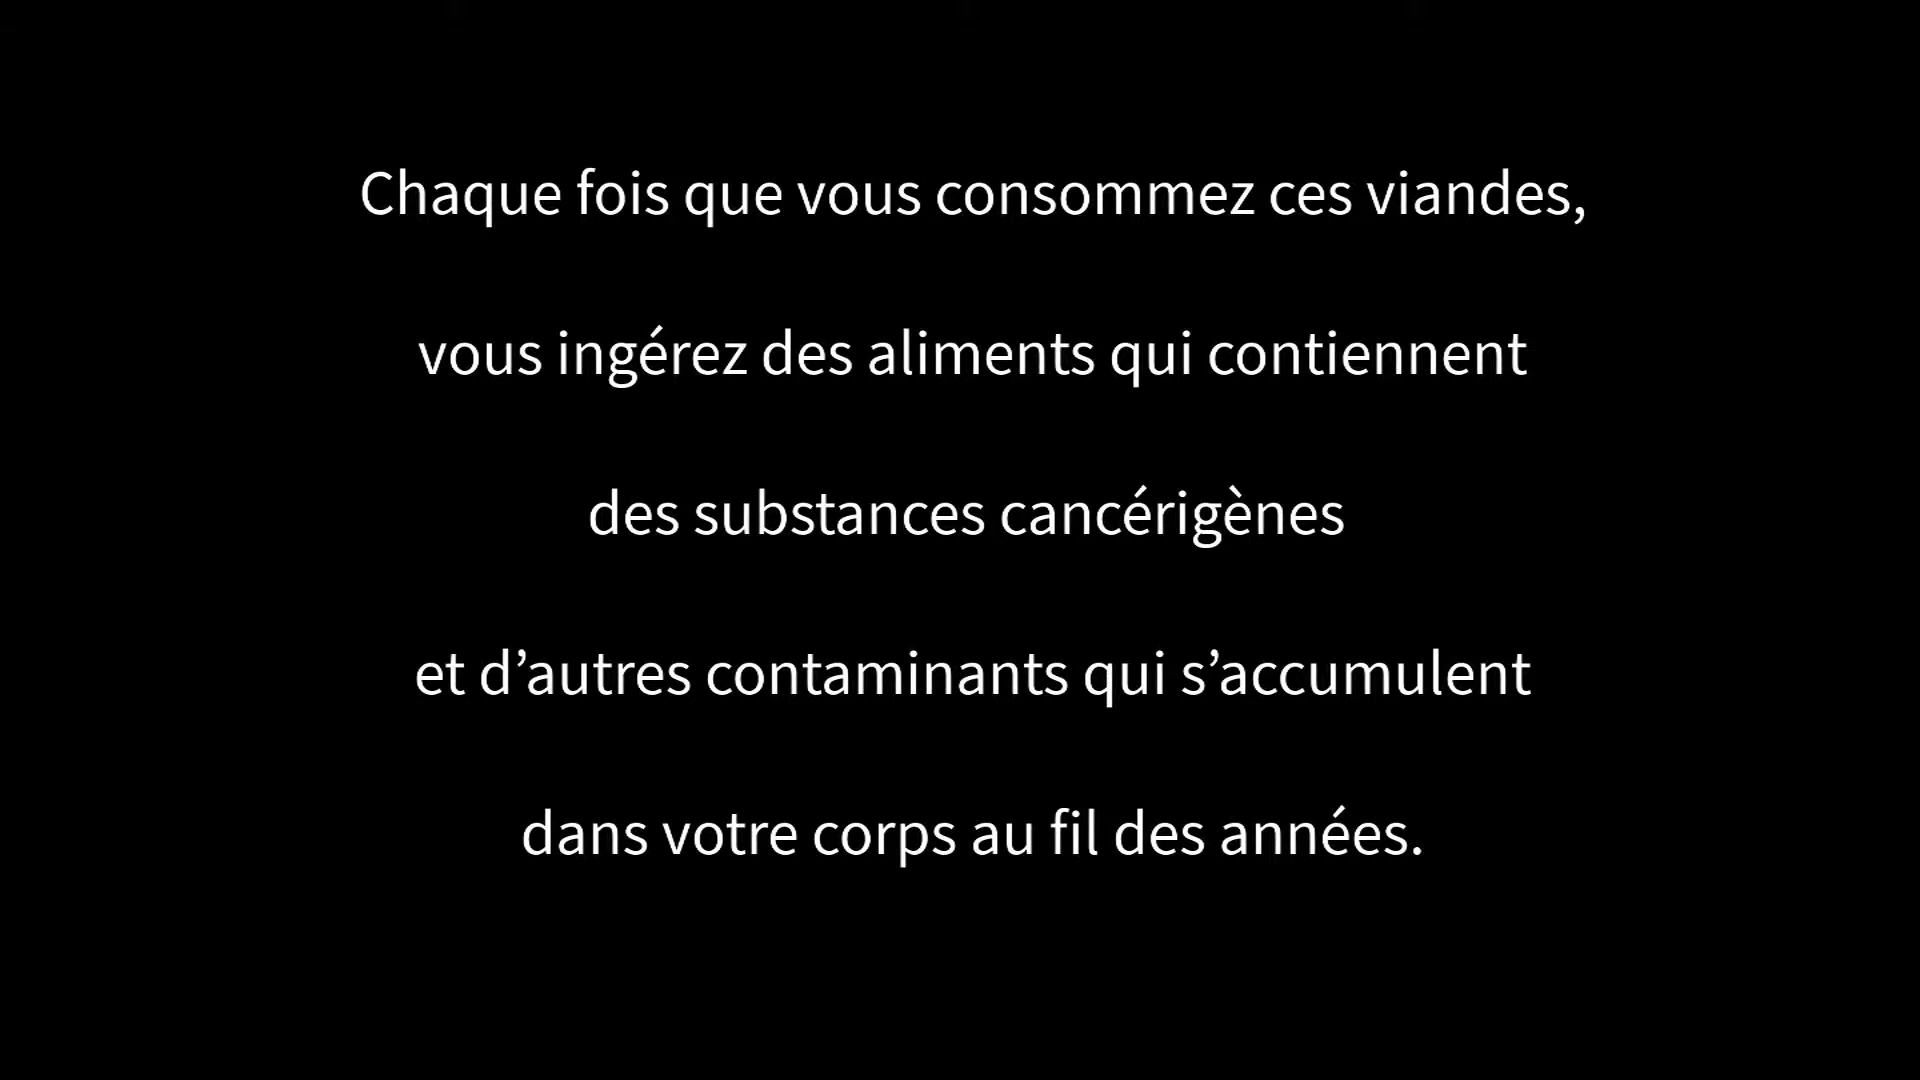 Chaque fois que vous consommez ces viandes,
vous ingérez des aliments qui contiennent
des substances cancérigènes
et d’autres contaminants qui s’accumulent
dans votre corps au fil des années.